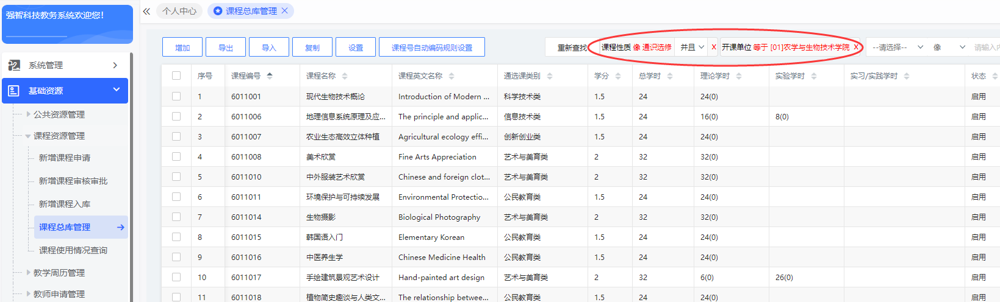 强智科技教务系统欢迎您!
个人中心
课程总库管理
系统管理
基础资源
公共资源管理
课程资源管理
新增课程申请
新增课程审核审批
新增课程入库
课程总库管理
课程使用情况查询
教学周历管理
教师申请管理
增加 导出 导入 复制 设置 课程号自动编码规则设置
重新查找 课程性质 像 通识选修 并且 X 开课单位 等于 [01]农学与生物技术学院 X --请选择-- 像 请输入
序号 课程编号 课程名称 课程英文名称 通选课类别 学分 总学时 理论学时 实验学时 实习/实践学时 状态
1 6011001 现代生物技术概论 Introduction of Modern ... 科学技术类 1.5 24 24(0) 启用
2 6011006 地理信息系统原理及应... The principle and applic... 信息技术类 1.5 24 16(0) 8(0) 启用
3 6011007 农业生态高效立体种植 Agricultural ecology effi... 创新创业类 1.5 24 24(0) 启用
4 6011008 美术欣赏 Fine Arts Appreciation 艺术与美育类 2 32 32(0) 启用
5 6011010 中外服装艺术欣赏 Chinese and foreign clot... 艺术与美育类 2 32 32(0) 启用
6 6011011 环境保护与可持续发展 Environmental Protectio... 公民教育类 1.5 24 24(0) 启用
7 6011014 生物摄影 Biological Photography 艺术与美育类 2 32 32(0) 启用
8 6011015 韩国语入门 Elementary Korean 公民教育类 1.5 24 24(0) 启用
9 6011016 中医养生学 Chinese Medicine Health 公民教育类 1.5 24 24(0) 启用
10 6011017 手绘建筑景观艺术设计 Hand-painted art design 艺术与美育类 2 32 6(0) 26(0) 启用
11 6011018 植物简史趣谈与人类文... The relationship betwee... 公民教育类 1.5 24 24(0) 启用